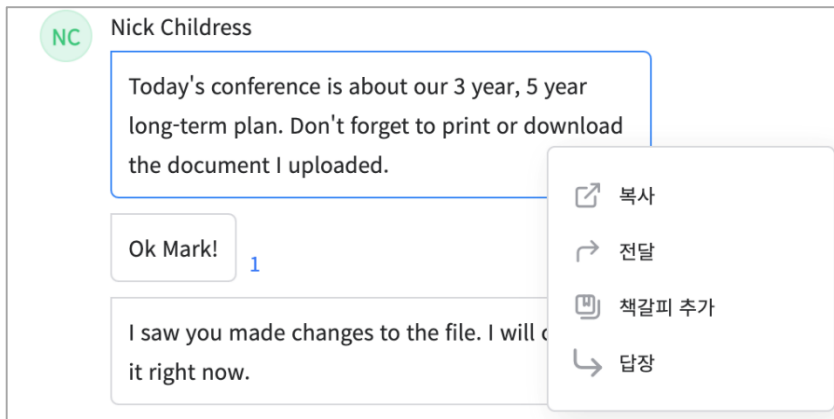 NC
Nick Childress
Today's conference is about our 3 year, 5 year
long-term plan. Don't forget to print or download
the document I uploaded.
Ok Mark!
1
I saw you made changes to the file. I will
it right now.
복사
전달
책갈피 추가
답장